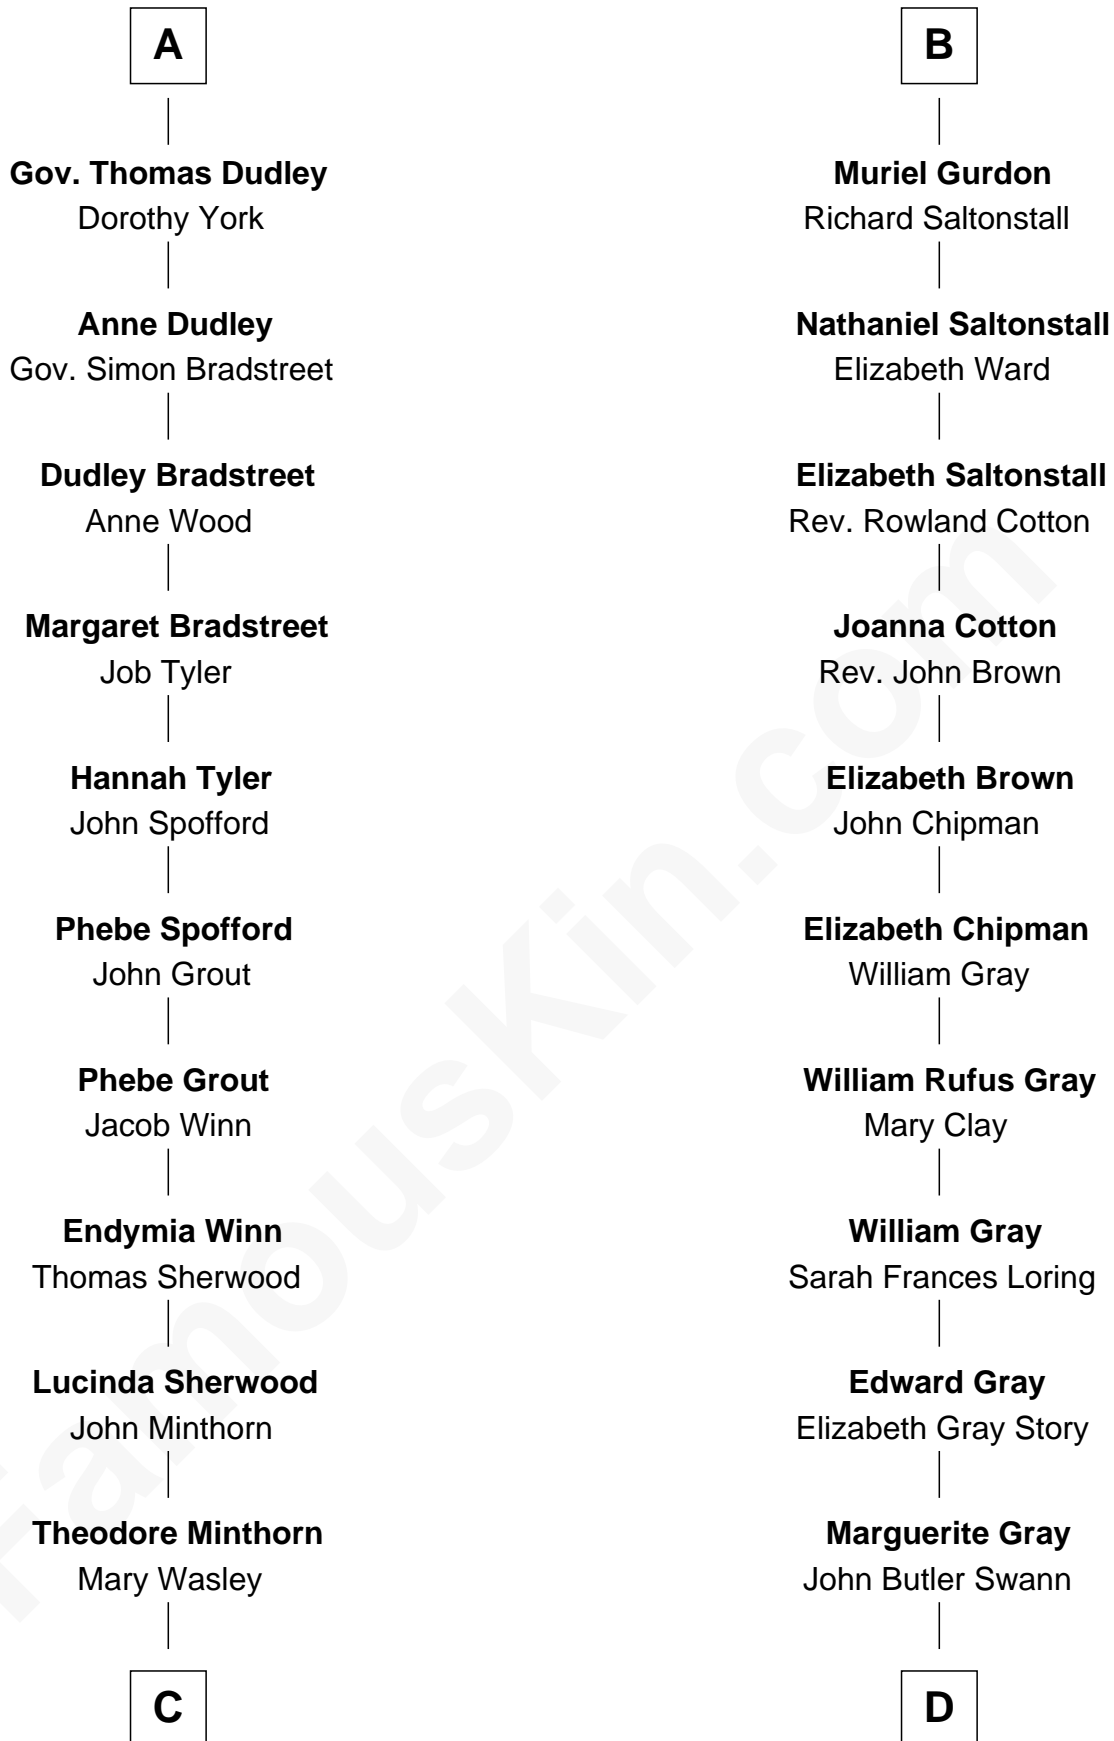 A
Gov. Thomas Dudley
Dorothy York
Anne Dudley
Gov. Simon Bradstreet
Dudley Bradstreet
Anne Wood
Margaret Bradstreet
Job Tyler
Hannah Tyler
John Spofford
Phebe Spofford
John Grout
Phebe Grout
Jacob Winn
Endymia Winn
Thomas Sherwood
Lucinda Sherwood
John Minthorn
Theodore Minthorn
Mary Wasley
C
B
Muriel Gurdon
Richard Saltonstall
Nathaniel Saltonstall
Elizabeth Ward
Elizabeth Saltonstall
Rev. Rowland Cotton
Joanna Cotton
Rev. John Brown
Elizabeth Brown
John Chipman
Elizabeth Chipman
William Gray
William Rufus Gray
Mary Clay
William Gray
Sarah Frances Loring
Edward Gray
Elizabeth Gray Story
Marguerite Gray
John Butler Swann
D
FamousKin.com